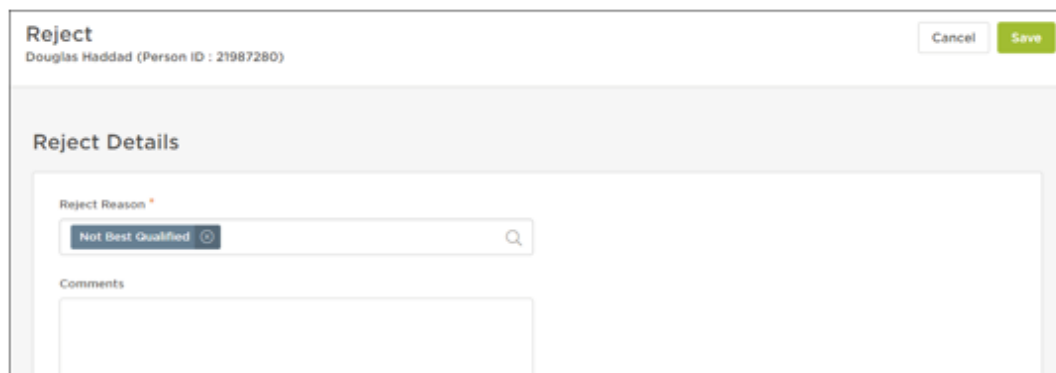 Reject
Douglas Haddad (Person ID : 21987280)
Cancel
Save
Reject Details
Reject Reason *
Not Best Qualified
Comments